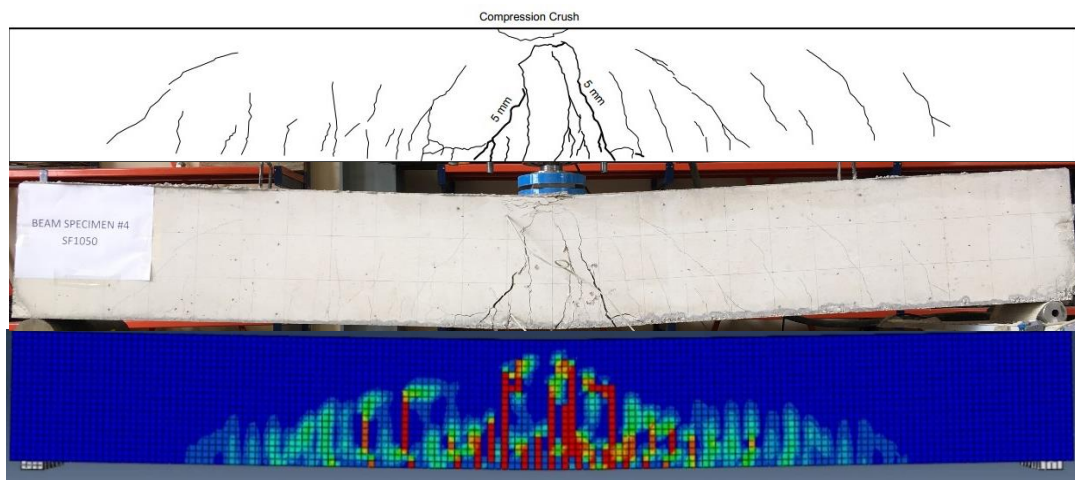 Compression Crush
5 mm
5 mm
BEAM SPECIMEN #4
SF1050